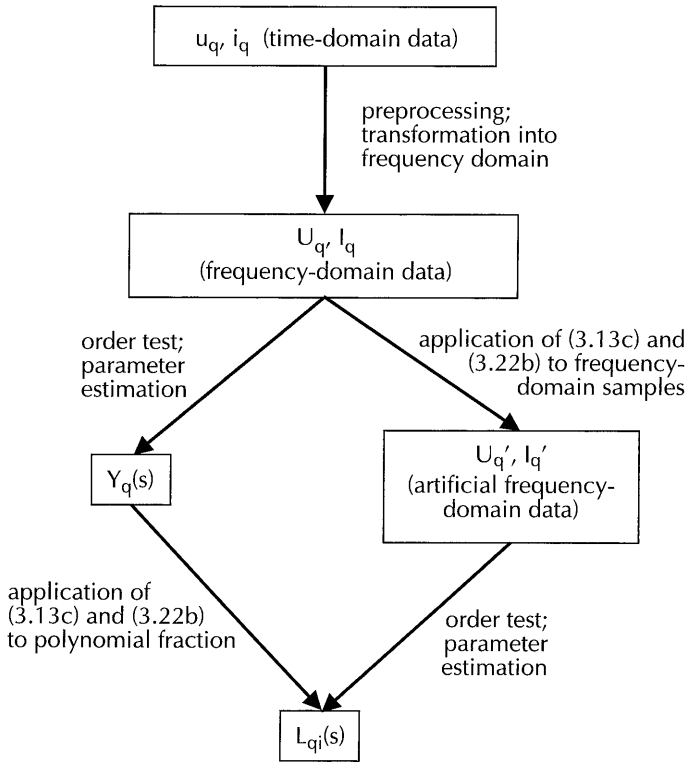 u_q, i_q (time-domain data)
preprocessing;
transformation into
frequency domain
U_q, I_q
(frequency-domain data)
order test;
parameter
estimation
application of (3.13c) and
(3.22b) to frequency-
domain samples
Y_q(s)
U_q', I_q'
(artificial frequency-
domain data)
application of
(3.13c) and (3.22b)
to polynomial fraction
order test;
parameter
estimation
L_qi(s)